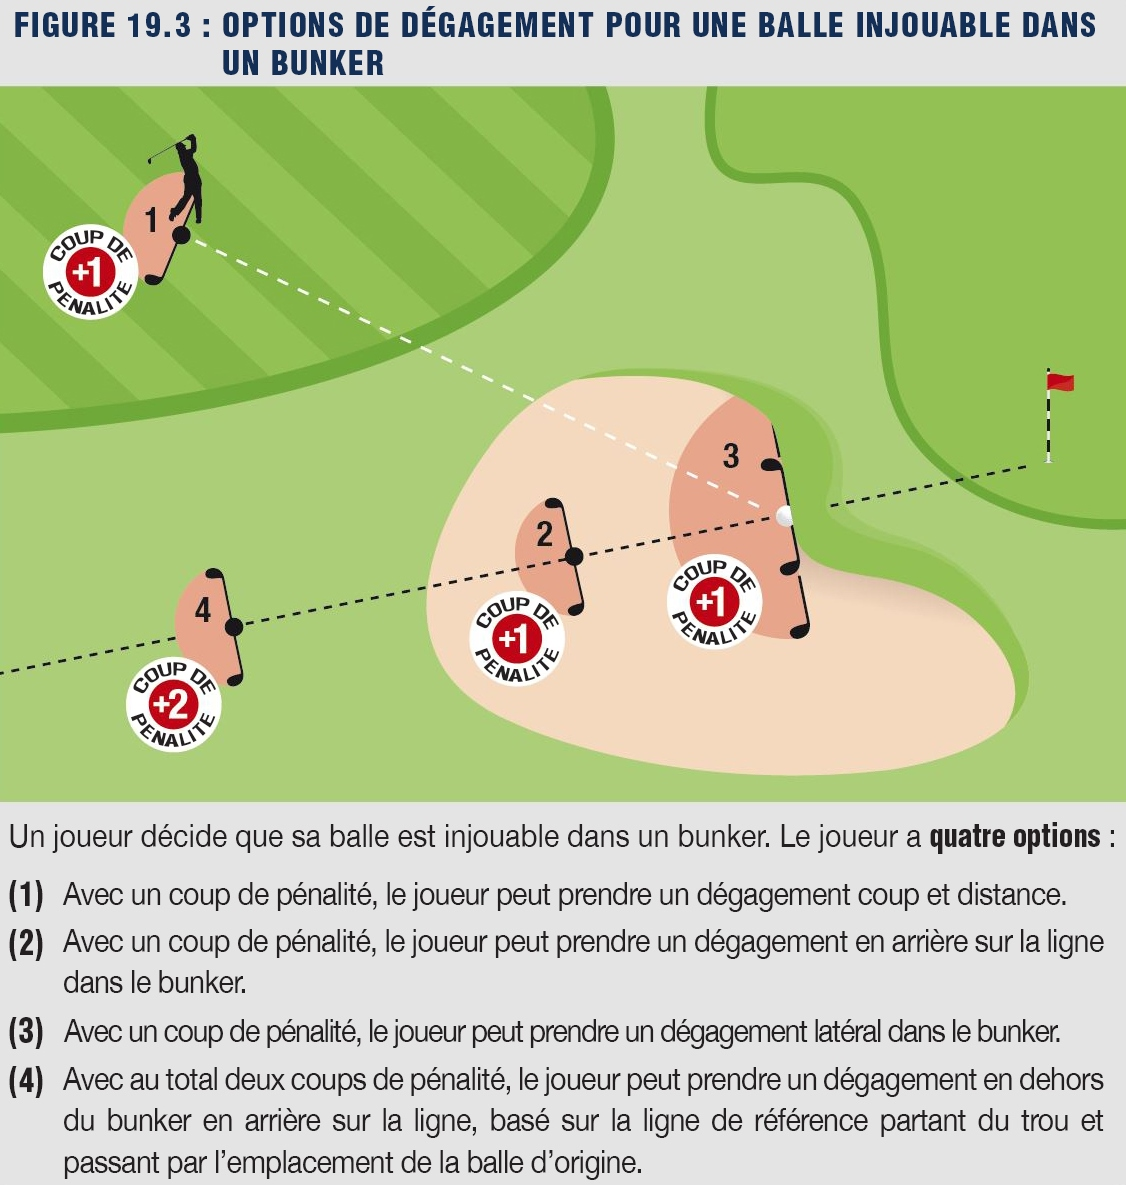 FIGURE 19.3 : OPTIONS DE DÉGAGEMENT POUR UNE BALLE INJOUABLE DANS
UN BUNKER
1
COUP DE
+1
PENALITE
3
2
COUP DE
+1
PENALITE
4
COUP DE
+1
PENALITE
COUP DE
+2
PENALITE
Un joueur décide que sa balle est injouable dans un bunker. Le joueur a quatre options :
(1) Avec un coup de pénalité, le joueur peut prendre un dégagement coup et distance.
(2) Avec un coup de pénalité, le joueur peut prendre un dégagement en arrière sur la ligne
dans le bunker.
(3) Avec un coup de pénalité, le joueur peut prendre un dégagement latéral dans le bunker.
(4) Avec au total deux coups de pénalité, le joueur peut prendre un dégagement en dehors
du bunker en arrière sur la ligne, basé sur la ligne de référence partant du trou et
passant par l'emplacement de la balle d'origine.